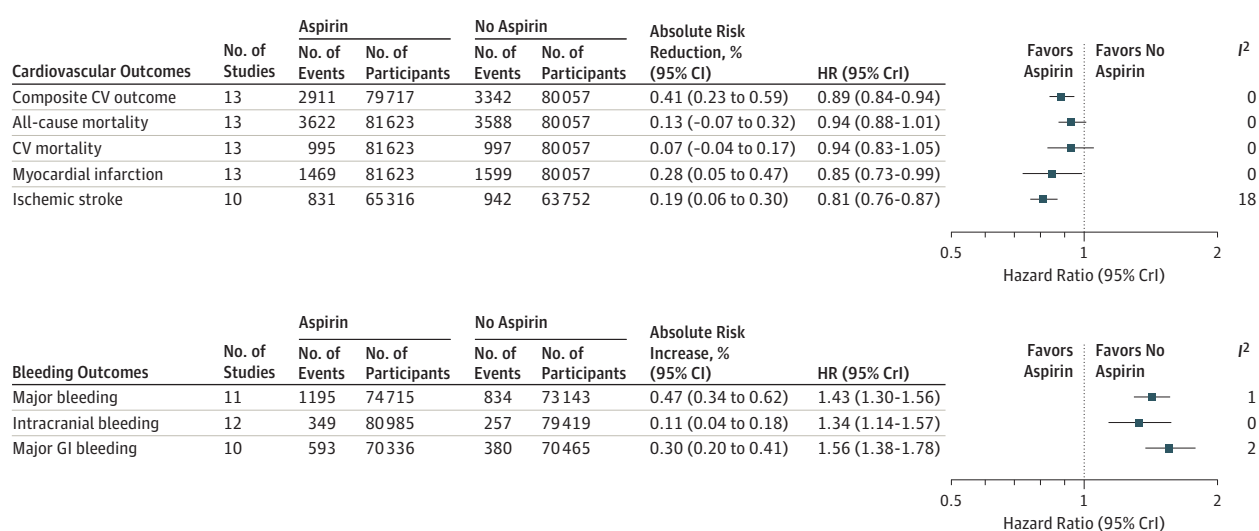 Aspirin No Aspirin Absolute Risk
No. of No. of No. of No. of No. of Reduction, % Favors Favors No I2
Cardiovascular Outcomes Studies Events Participants Events Participants (95% CI) HR (95% CrI) Aspirin Aspirin
Composite CV outcome 13 2911 79717 3342 80057 0.41 (0.23 to 0.59) 0.89 (0.84-0.94) 0
All-cause mortality 13 3622 81623 3588 80057 0.13 (-0.07 to 0.32) 0.94 (0.88-1.01) 0
CV mortality 13 995 81623 997 80057 0.07 (-0.04 to 0.17) 0.94 (0.83-1.05) 0
Myocardial infarction 13 1469 81623 1599 80057 0.28 (0.05 to 0.47) 0.85 (0.73-0.99) 0
Ischemic stroke 10 831 65316 942 63752 0.19 (0.06 to 0.30) 0.81 (0.76-0.87) 18
0.5 1 2
Hazard Ratio (95% CrI)
Aspirin No Aspirin Absolute Risk
No. of No. of No. of No. of No. of Increase, % Favors Favors No I2
Bleeding Outcomes Studies Events Participants Events Participants (95% CI) HR (95% CrI) Aspirin Aspirin
Major bleeding 11 1195 74715 834 73143 0.47 (0.34 to 0.62) 1.43 (1.30-1.56) 1
Intracranial bleeding 12 349 80985 257 79419 0.11 (0.04 to 0.18) 1.34 (1.14-1.57) 0
Major GI bleeding 10 593 70336 380 70465 0.30 (0.20 to 0.41) 1.56 (1.38-1.78) 2
0.5 1 2
Hazard Ratio (95% CrI)